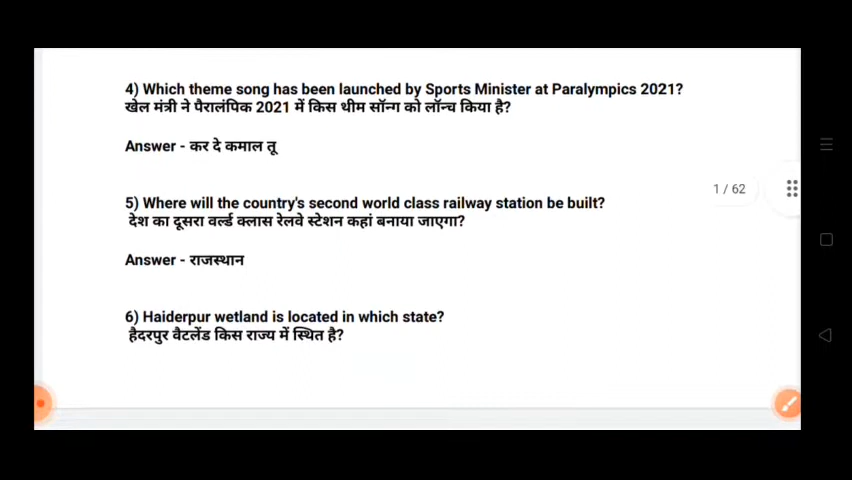 4) Which theme song has been launched by Sports Minister at Paralympics 2021?
खेल मंत्री ने पैरालंपिक 2021 में किस थीम सॉन्ग को लॉन्च किया है?
Answer - कर दे कमाल तू
5) Where will the country's second world class railway station be built?
देश का दूसरा वर्ल्ड क्लास रेलवे स्टेशन कहां बनाया जाएगा?
1 / 62
Answer - राजस्थान
6) Haiderpur wetland is located in which state?
हैदरपुर वैटलेंड किस राज्य में स्थित है?